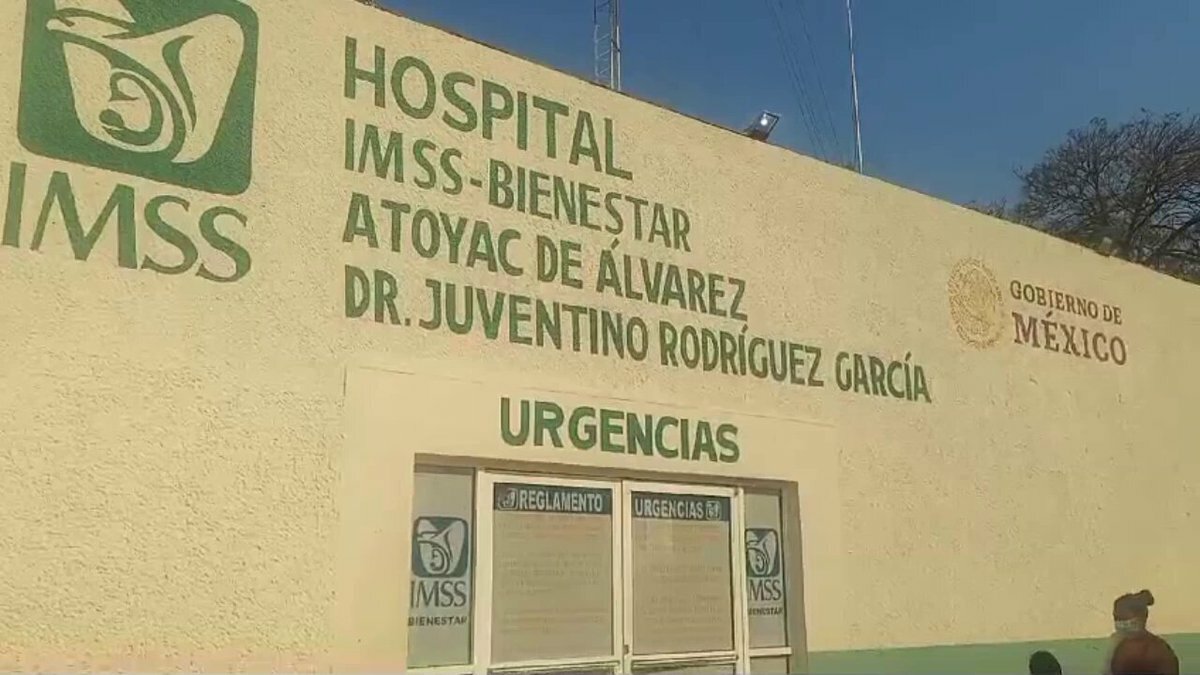 IMSS
HOSPITAL
IMSS-BIENESTAR
ATOYAC DE ÁLVAREZ
DR. JUVENTINO RODRÍGUEZ GARCÍA
GOBIERNO DE
MÉXICO
URGENCIAS
REGLAMENTO
URGENCIAS
IMSS
BIENESTAR
IMSS
BIENESTAR